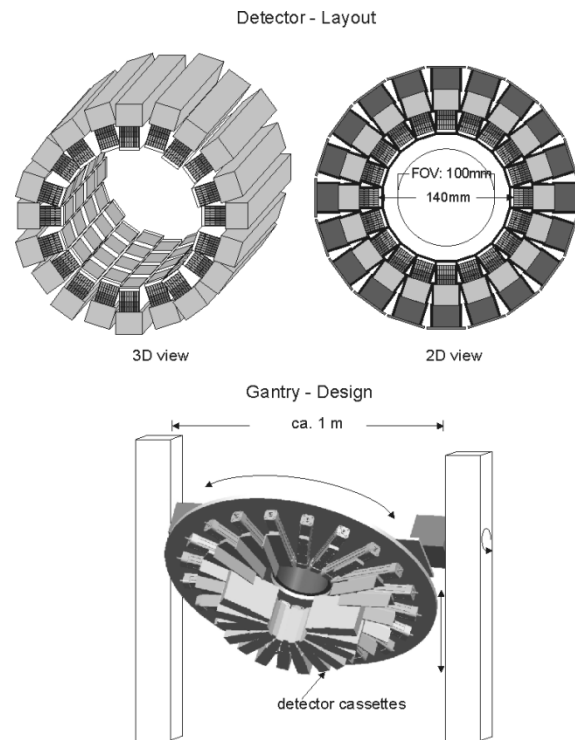 Detector - Layout
FOV: 100mm
140mm
3D view
2D view
Gantry - Design
ca. 1 m
detector cassettes